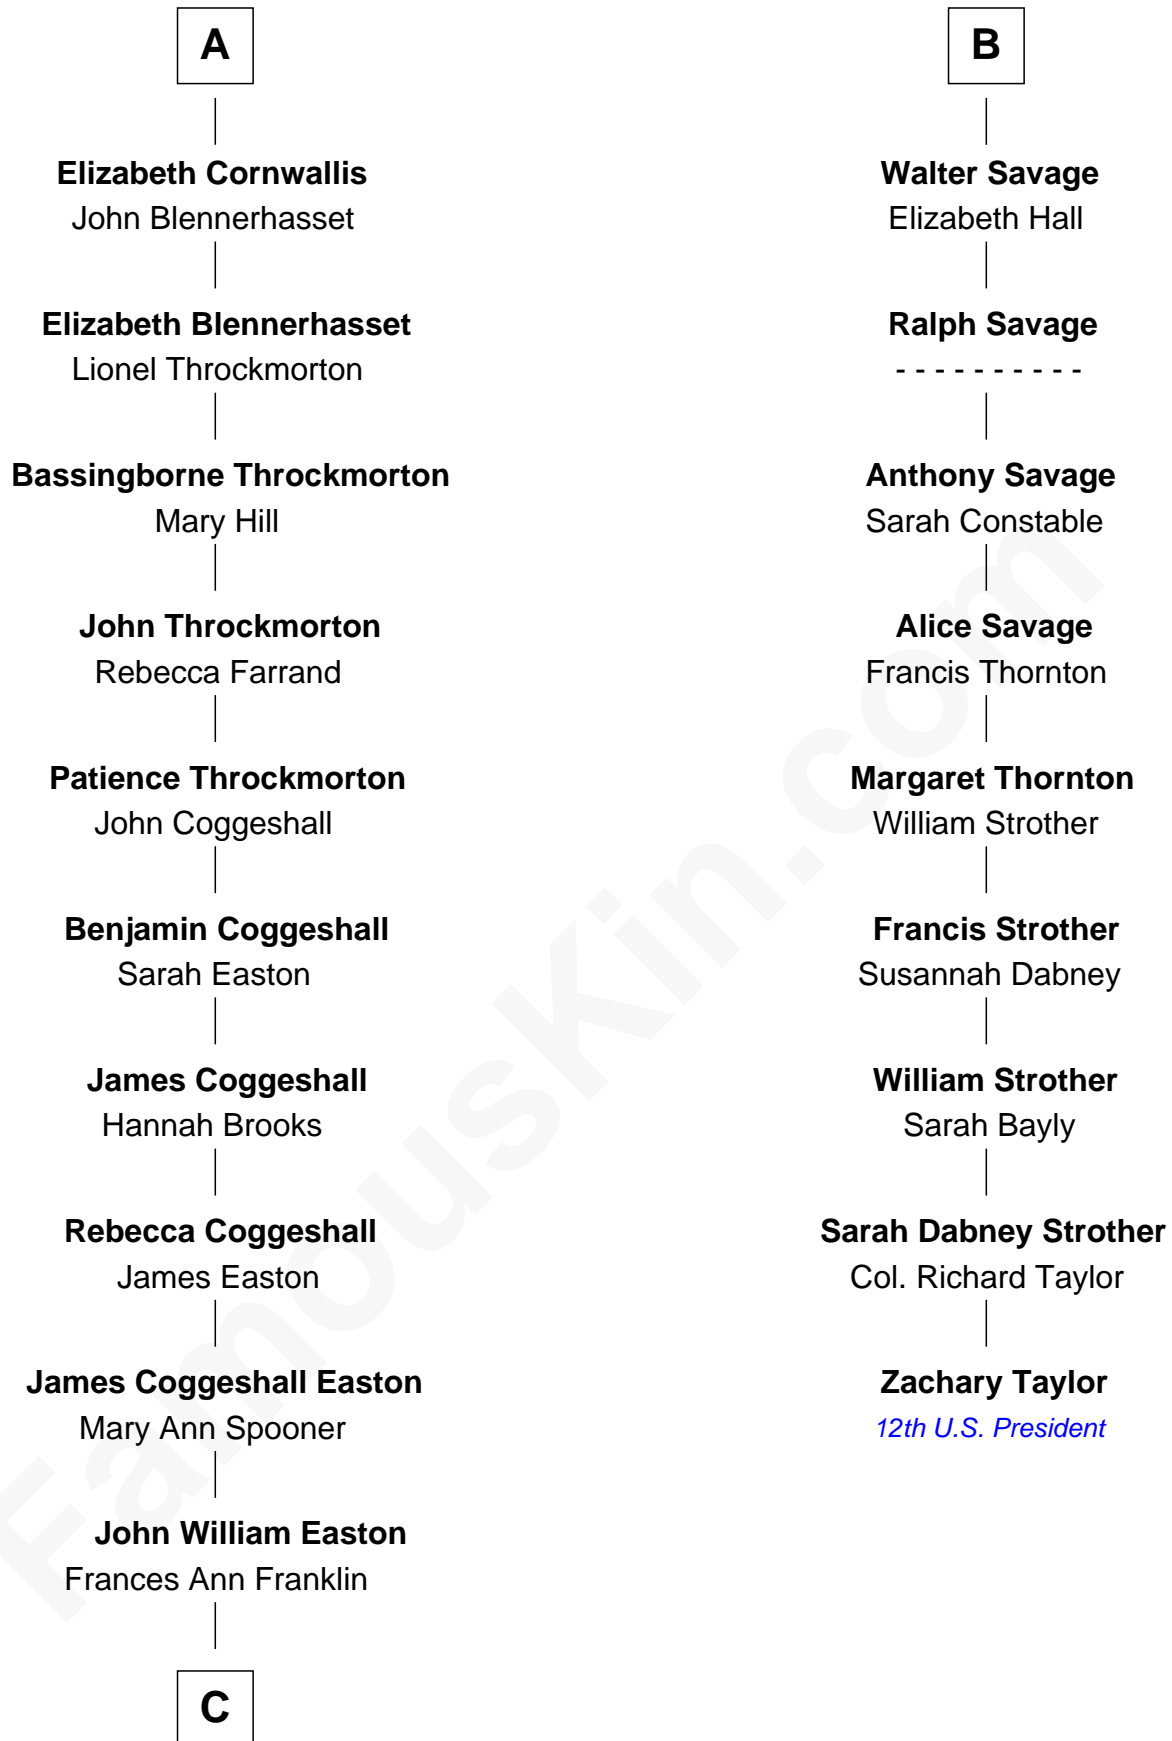 A
Elizabeth Cornwallis
John Blennerhasset
Elizabeth Blennerhasset
Lionel Throckmorton
Bassingborne Throckmorton
Mary Hill
John Throckmorton
Rebecca Farrand
Patience Throckmorton
John Coggeshall
Benjamin Coggeshall
Sarah Easton
James Coggeshall
Hannah Brooks
Rebecca Coggeshall
James Easton
James Coggeshall Easton
Mary Ann Spooner
John William Easton
Frances Ann Franklin
C
B
Walter Savage
Elizabeth Hall
Ralph Savage
- - - - - - - - - -
Anthony Savage
Sarah Constable
Alice Savage
Francis Thornton
Margaret Thornton
William Strother
Francis Strother
Susannah Dabney
William Strother
Sarah Bayly
Sarah Dabney Strother
Col. Richard Taylor
Zachary Taylor
12th U.S. President
FamousKin.com